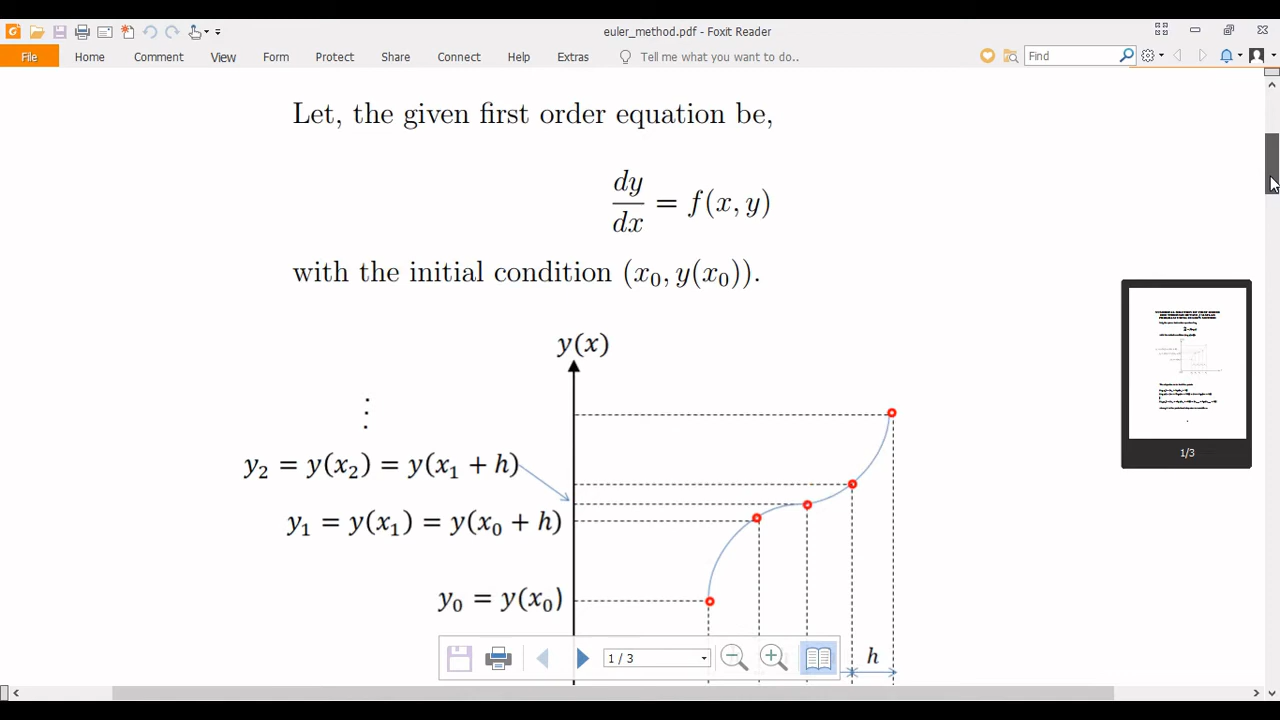 euler_method.pdf - Foxit Reader
File Home Comment View Form Protect Share Connect Help Extras Tell me what you want to do.. Find
Let, the given first order equation be,
dy/dx = f(x, y)
with the initial condition (x₀, y(x₀)).
y(x)
⋮
y₂ = y(x₂) = y(x₁ + h)
y₁ = y(x₁) = y(x₀ + h)
y₀ = y(x₀)
h
1 / 3
1/3